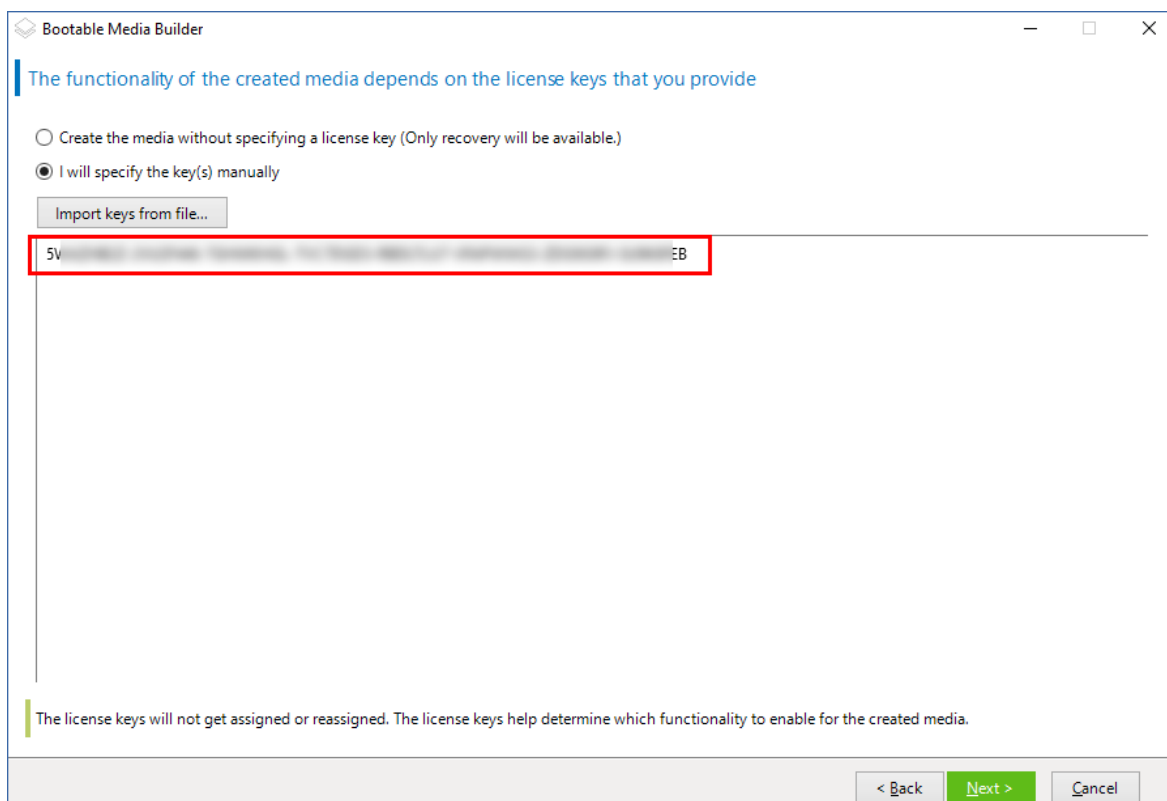 Bootable Media Builder
The functionality of the created media depends on the license keys that you provide
Create the media without specifying a license key (Only recovery will be available.)
I will specify the key(s) manually
Import keys from file...
5V EB
The license keys will not get assigned or reassigned. The license keys help determine which functionality to enable for the created media.
< Back Next > Cancel